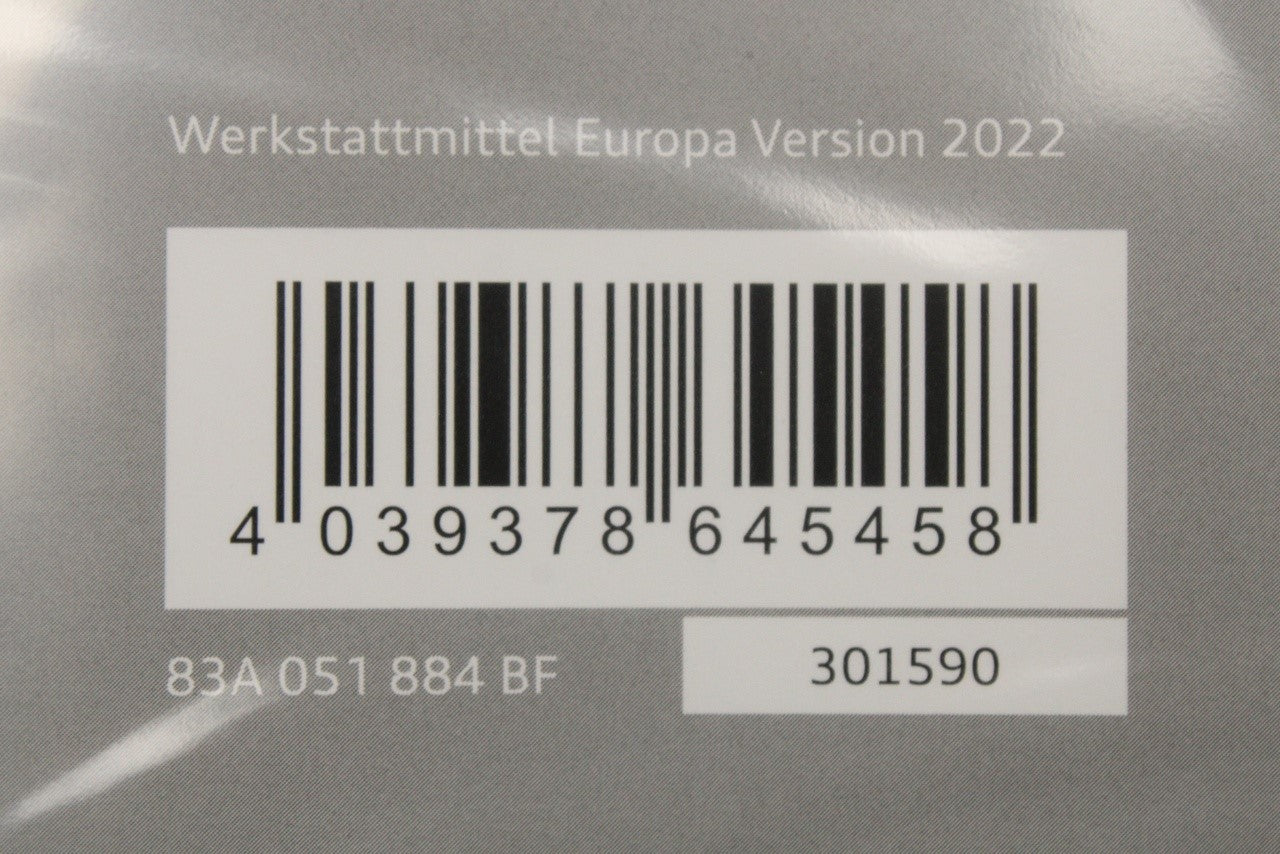 Werkstattmittel Europa Version 2022
4 039378 645458
83A 051 884 BF
301590